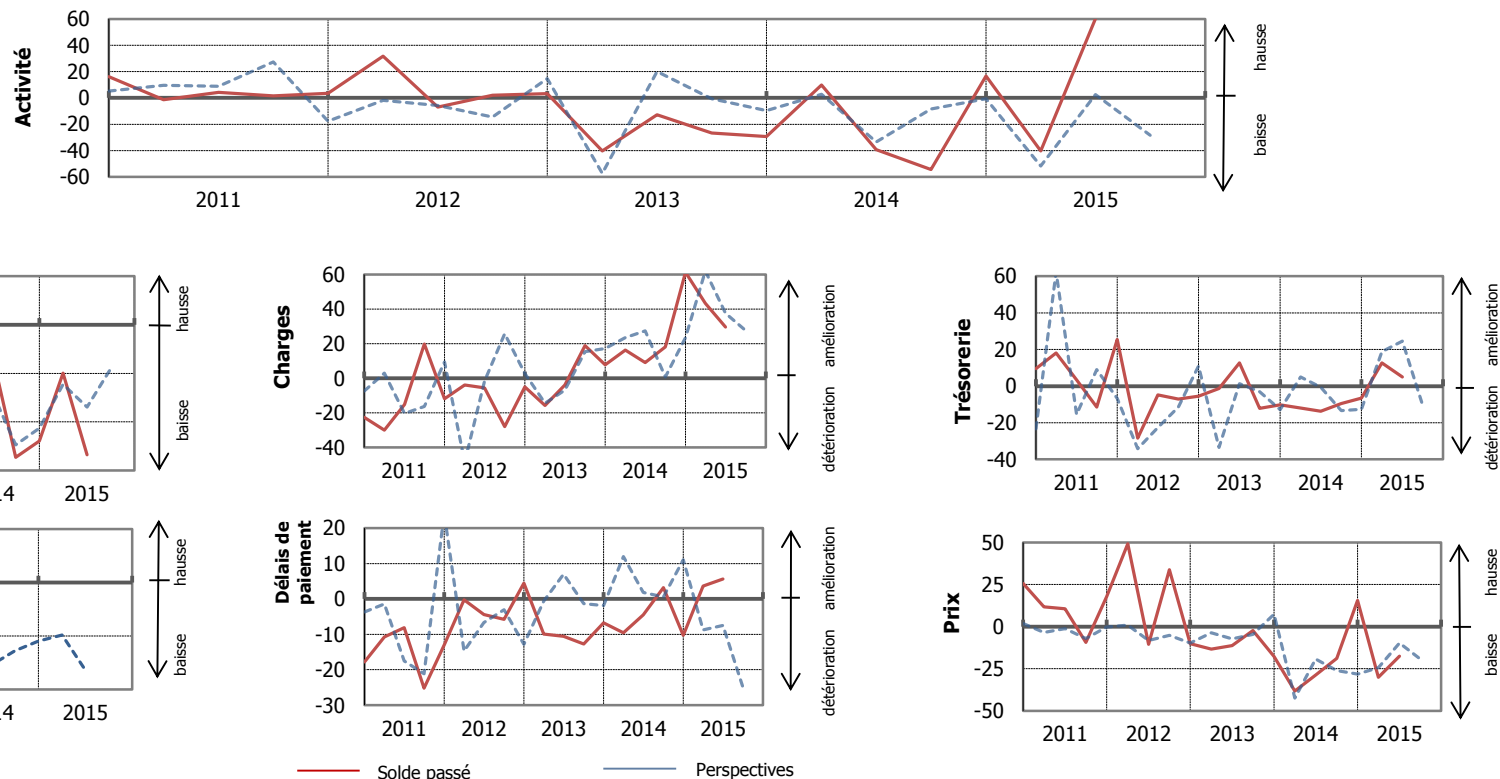 Activité
60
40
20
0
-20
-40
-60
2011 2012 2013 2014 2015
hausse
baisse
hausse
baisse
14 2015
Charges
60
40
20
0
-20
-40
2011 2012 2013 2014 2015
amélioration
détérioration
Trésorerie
60
40
20
0
-20
-40
2011 2012 2013 2014 2015
amélioration
détérioration
hausse
baisse
14 2015
Délais de
paiement
20
10
0
-10
-20
-30
2011 2012 2013 2014 2015
amélioration
détérioration
Prix
50
25
0
-25
-50
2011 2012 2013 2014 2015
hausse
baisse
Solde passé Perspectives